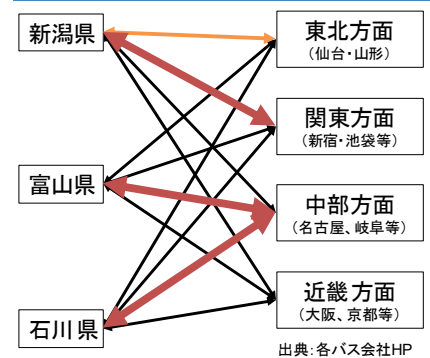 新潟県
東北方面
(仙台・山形)
関東方面
(新宿・池袋等)
富山県
中部方面
(名古屋、岐阜等)
近畿方面
(大阪、京都等)
石川県
出典：各バス会社HP